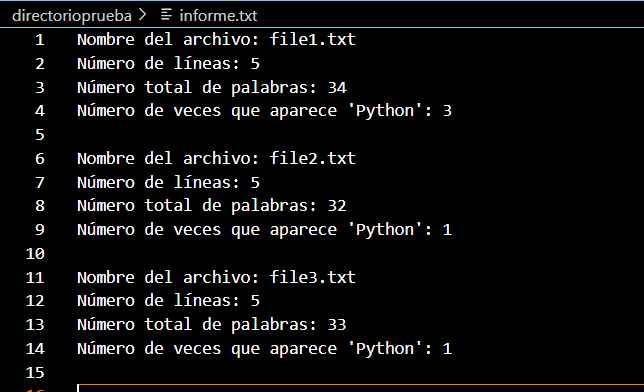 directorioprueba > informe.txt
1 Nombre del archivo: file1.txt
2 Número de líneas: 5
3 Número total de palabras: 34
4 Número de veces que aparece 'Python': 3
5
6 Nombre del archivo: file2.txt
7 Número de líneas: 5
8 Número total de palabras: 32
9 Número de veces que aparece 'Python': 1
10
11 Nombre del archivo: file3.txt
12 Número de líneas: 5
13 Número total de palabras: 33
14 Número de veces que aparece 'Python': 1
15
16